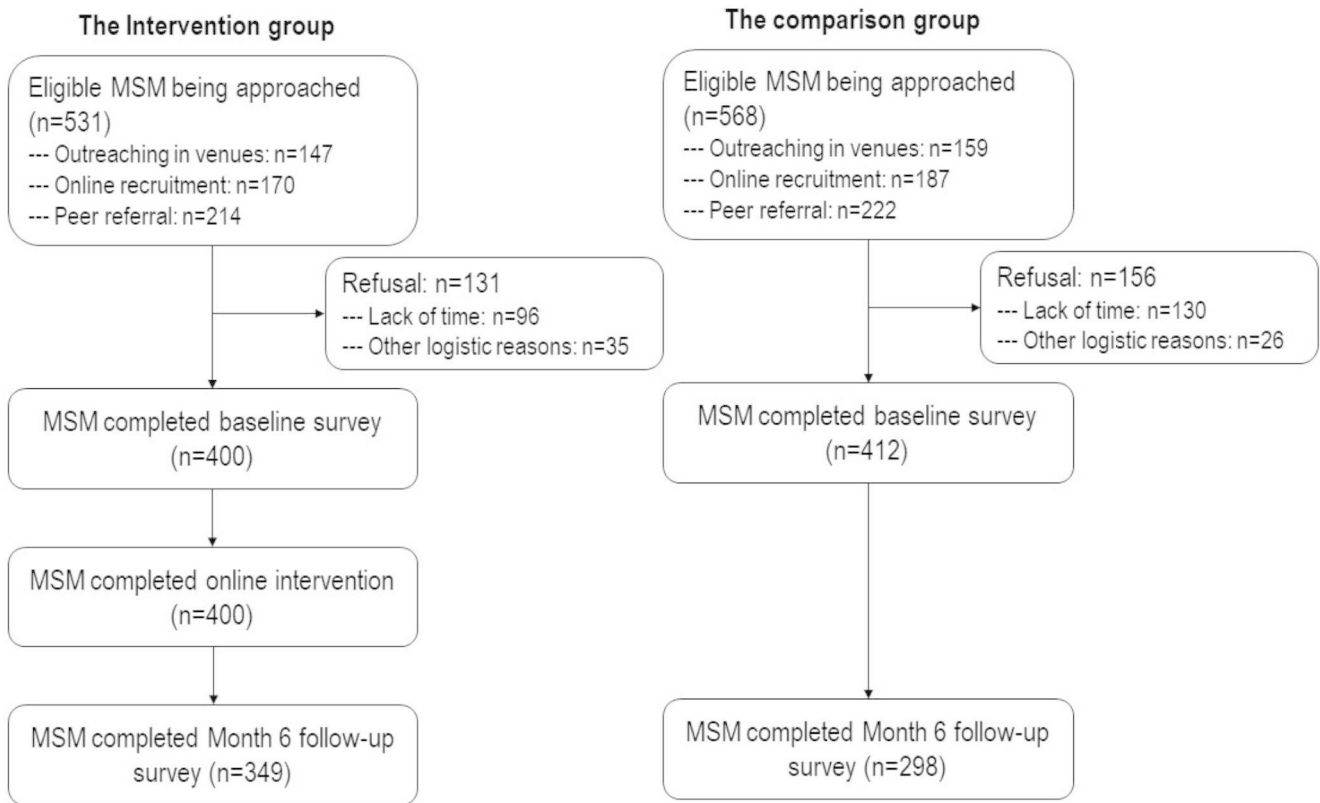 The Intervention group
Eligible MSM being approached
(n=531)
--- Outreaching in venues: n=147
--- Online recruitment: n=170
--- Peer referral: n=214
Refusal: n=131
--- Lack of time: n=96
--- Other logistic reasons: n=35
MSM completed baseline survey
(n=400)
MSM completed online intervention
(n=400)
MSM completed Month 6 follow-up
survey (n=349)
The comparison group
Eligible MSM being approached
(n=568)
--- Outreaching in venues: n=159
--- Online recruitment: n=187
--- Peer referral: n=222
Refusal: n=156
--- Lack of time: n=130
--- Other logistic reasons: n=26
MSM completed baseline survey
(n=412)
MSM completed Month 6 follow-up
survey (n=298)